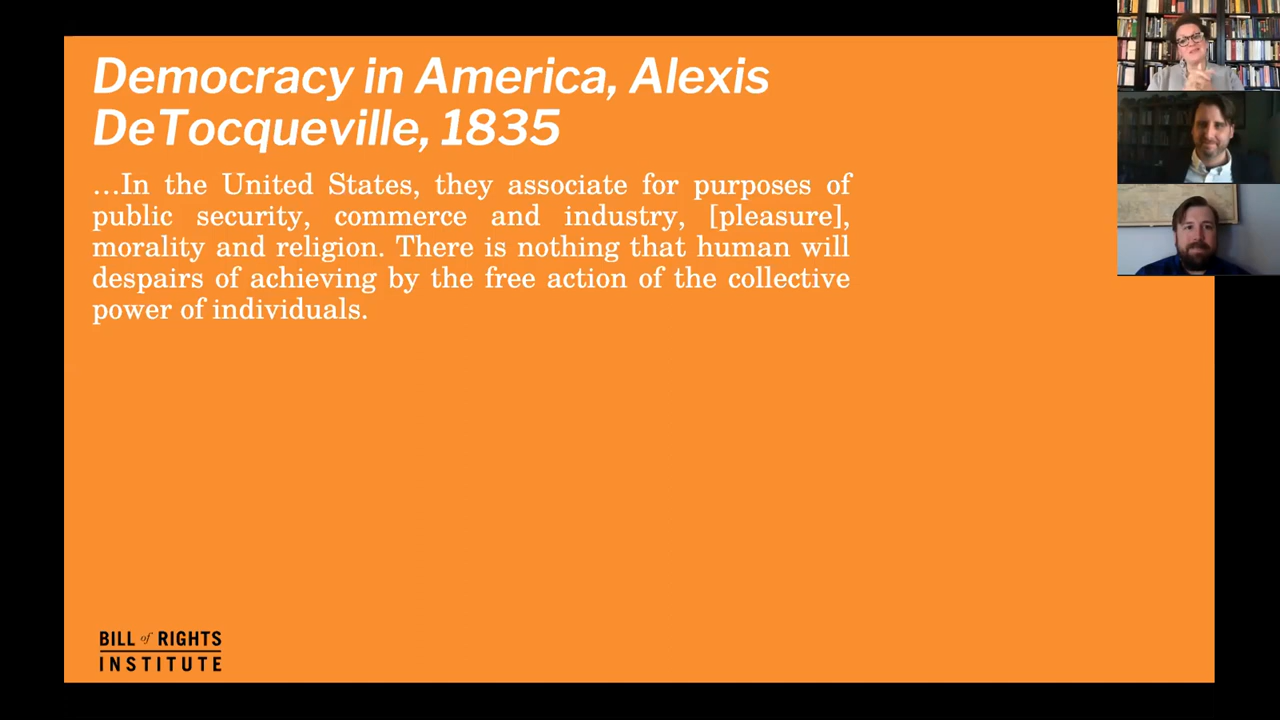 Democracy in America, Alexis
DeTocqueville, 1835
…In the United States, they associate for purposes of
public security, commerce and industry, [pleasure],
morality and religion. There is nothing that human will
despairs of achieving by the free action of the collective
power of individuals.
BILL of RIGHTS
INSTITUTE